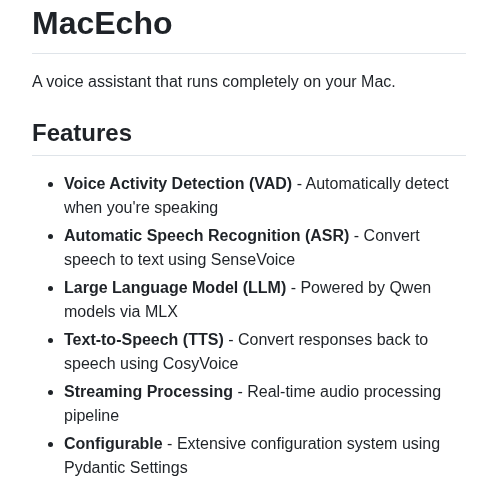 MacEcho
A voice assistant that runs completely on your Mac.
Features
• Voice Activity Detection (VAD) - Automatically detect
when you're speaking
• Automatic Speech Recognition (ASR) - Convert
speech to text using SenseVoice
• Large Language Model (LLM) - Powered by Qwen
models via MLX
• Text-to-Speech (TTS) - Convert responses back to
speech using CosyVoice
• Streaming Processing - Real-time audio processing
pipeline
• Configurable - Extensive configuration system using
Pydantic Settings